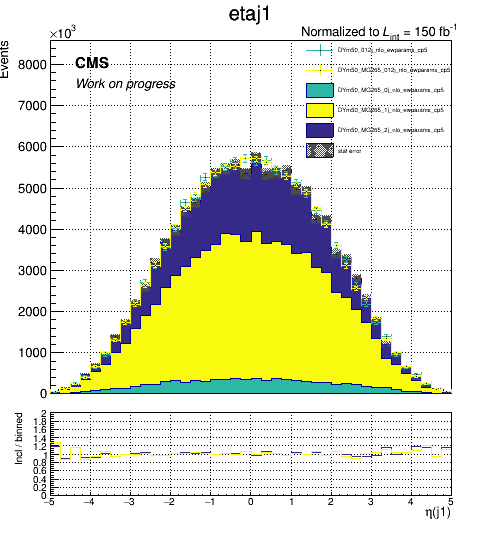 etaj1
Normalized to L_int = 150 fb⁻¹
×10³
Events
CMS
Work on progress
DYm50_012j_nlo_ewparams_cp5
DYm50_MG265_012j_nlo_ewparams_cp5
DYm50_MG265_0j_nlo_ewparams_cp5
DYm50_MG265_1j_nlo_ewparams_cp5
DYm50_MG265_2j_nlo_ewparams_cp5
stat error
8000
7000
6000
5000
4000
3000
2000
1000
0
Incl / binned
2
1.8
1.6
1.4
1.2
1
0.8
0.6
0.4
0.2
0
−5 −4 −3 −2 −1 0 1 2 3 4 5
η(j1)